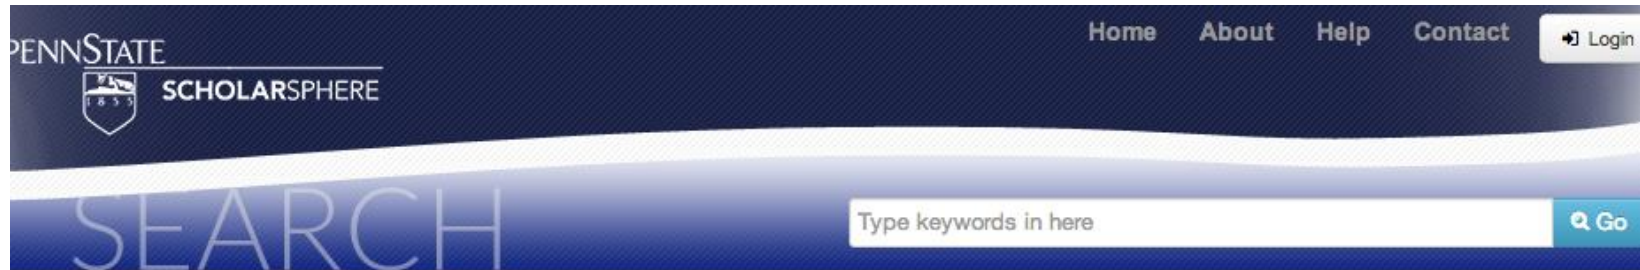 Home About Help Contact Login
PENNSTATE
1855
SCHOLARSPHERE
SEARCH
Type keywords in here
Go